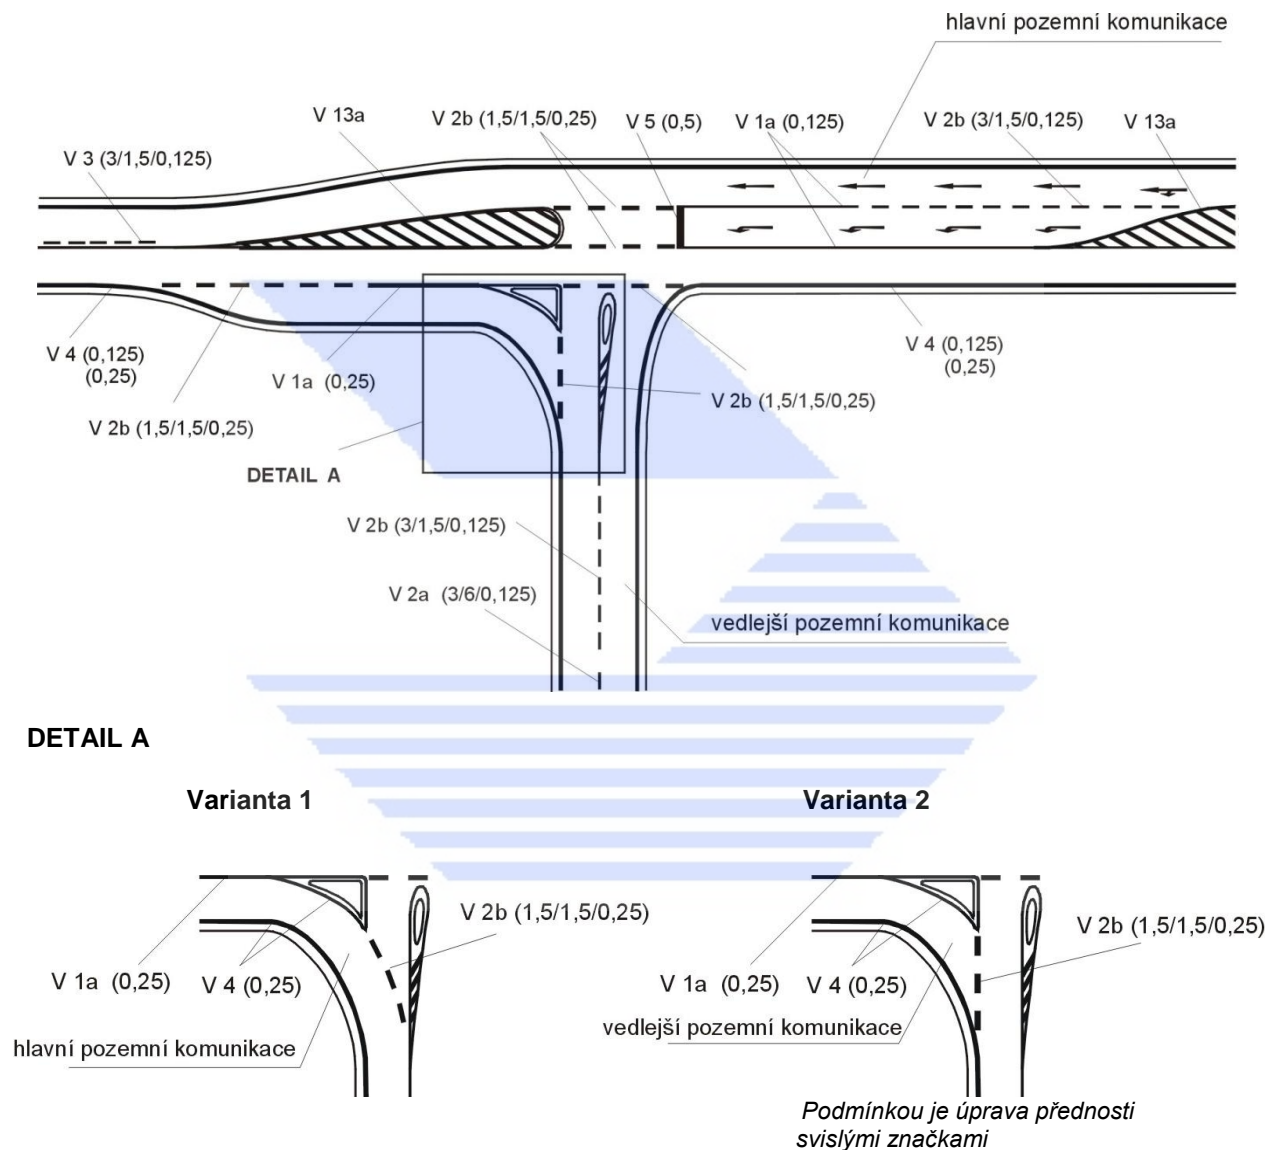 hlavní pozemní komunikace
V 13a
V 2b (1,5/1,5/0,25)
V 5 (0,5)
V 1a (0,125)
V 2b (3/1,5/0,125)
V 13a
V 3 (3/1,5/0,125)
V 4 (0,125)
(0,25)
V 1a (0,25)
V 2b (1,5/1,5/0,25)
V 4 (0,125)
(0,25)
V 2b (1,5/1,5/0,25)
DETAIL A
V 2b (3/1,5/0,125)
V 2a (3/6/0,125)
vedlejší pozemní komunikace
DETAIL A
Varianta 1
V 2b (1,5/1,5/0,25)
V 1a (0,25)
V 4 (0,25)
hlavní pozemní komunikace
Varianta 2
V 2b (1,5/1,5/0,25)
V 1a (0,25)
V 4 (0,25)
vedlejší pozemní komunikace
Podmínkou je úprava přednosti
svislými značkami